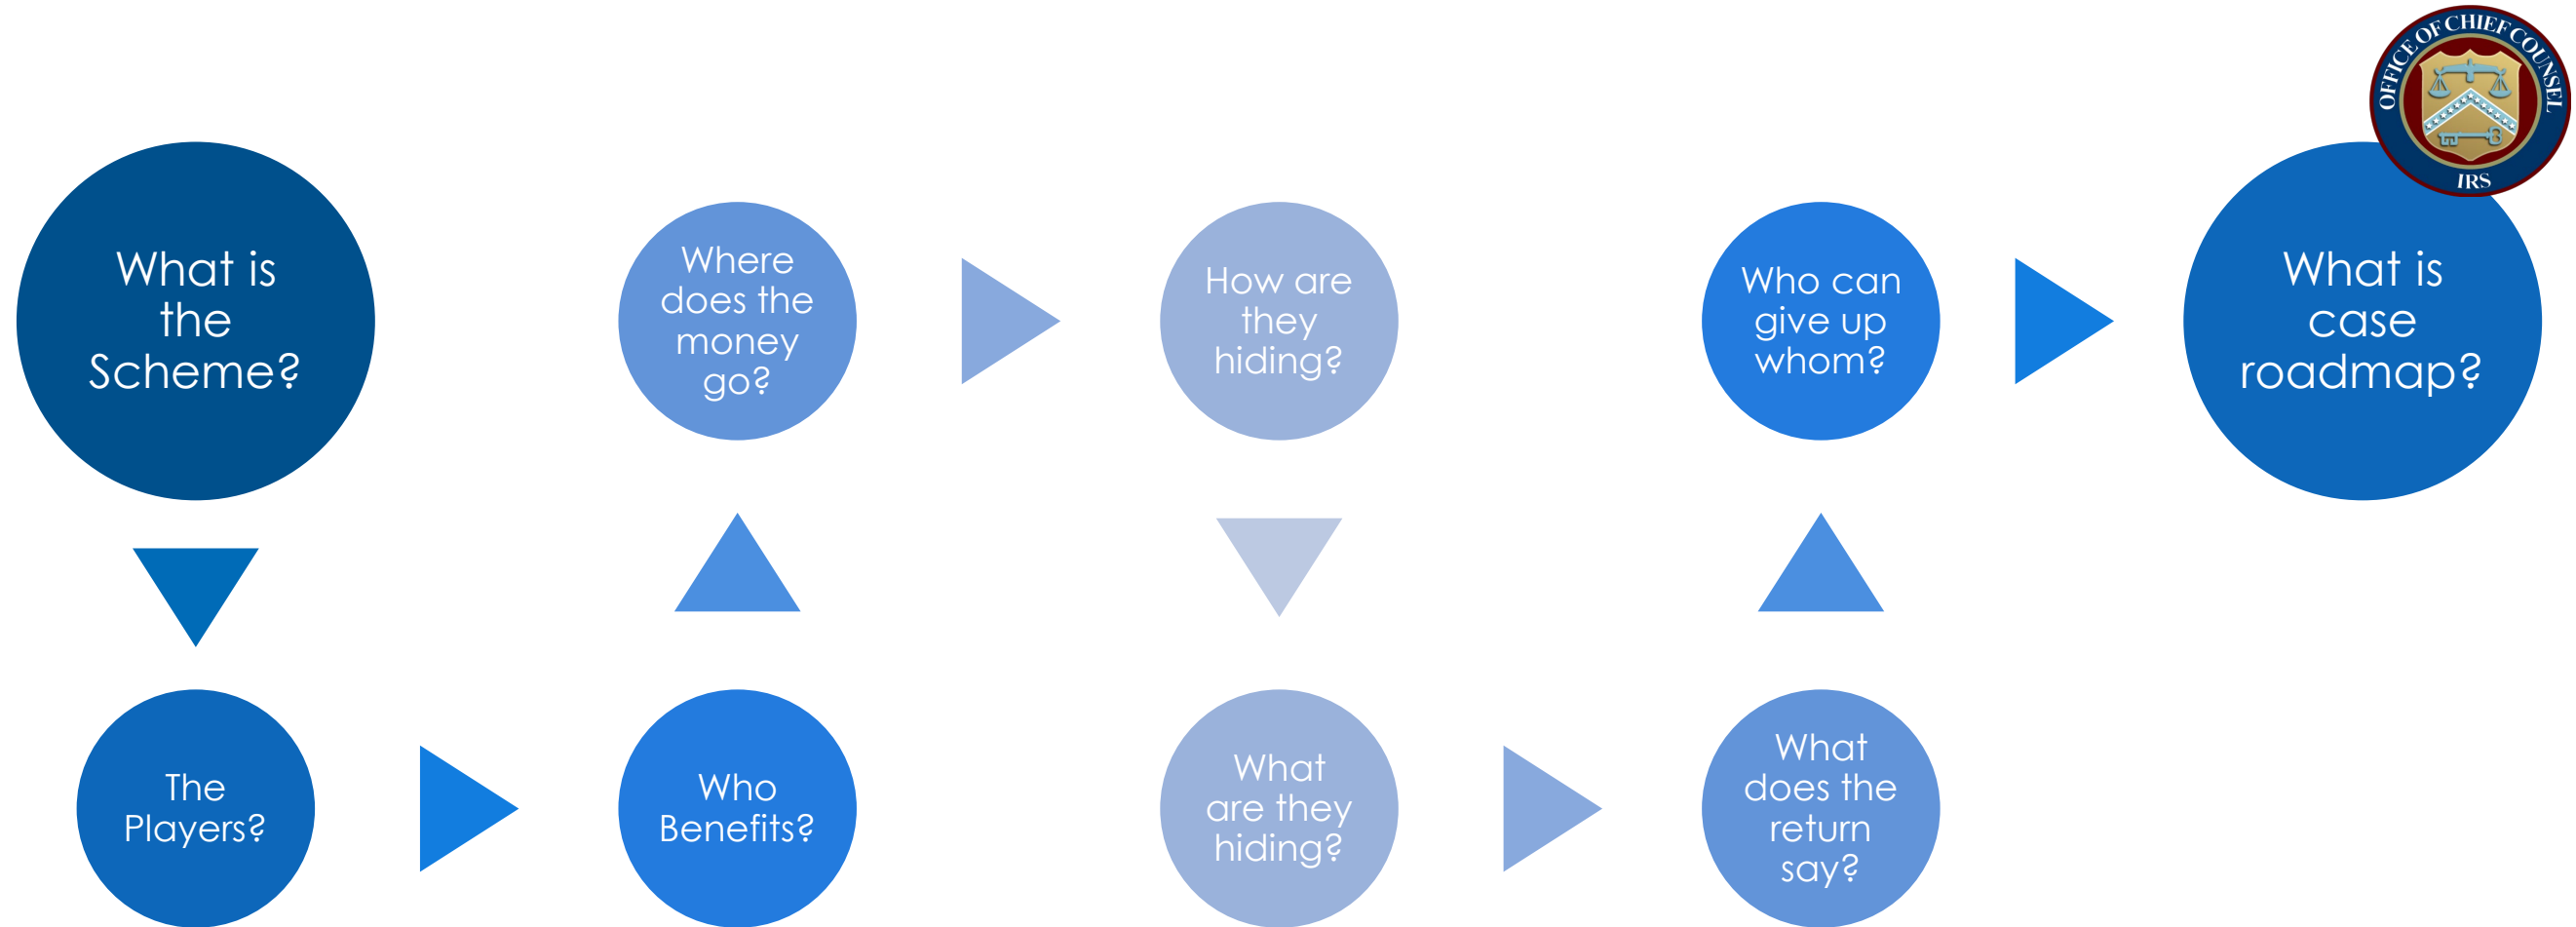 What is
the
Scheme?
The
Players?
Who
Benefits?
Where
does the
money
go?
How are
they
hiding?
What
are they
hiding?
What
does the
return
say?
Who can
give up
whom?
What is
case
roadmap?
OFFICE OF CHIEF COUNSEL
IRS